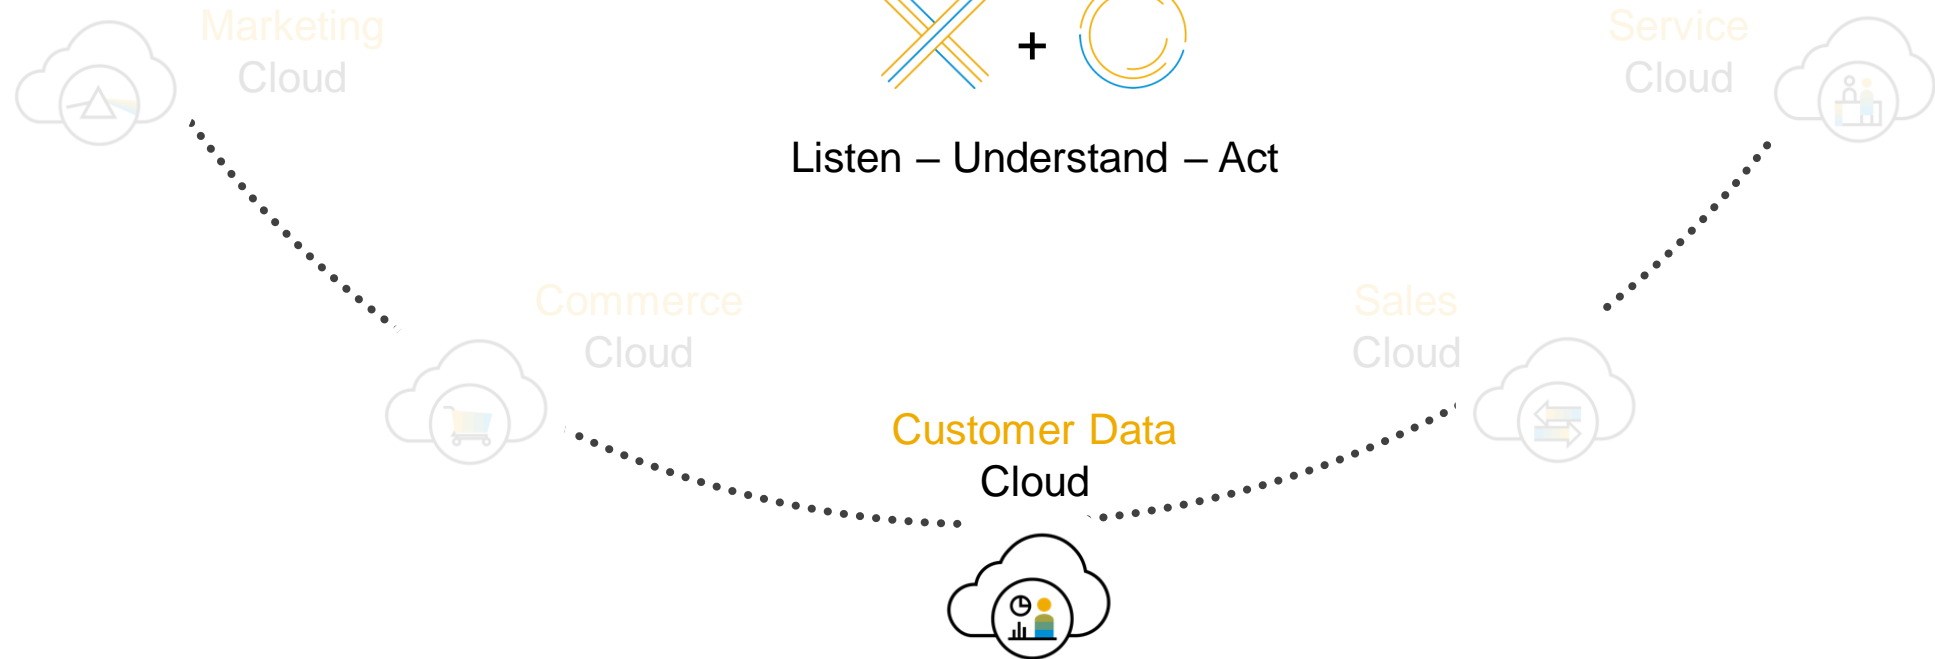 Marketing
Cloud
+
Service
Cloud
Listen – Understand – Act
Commerce
Cloud
Sales
Cloud
Customer Data
Cloud